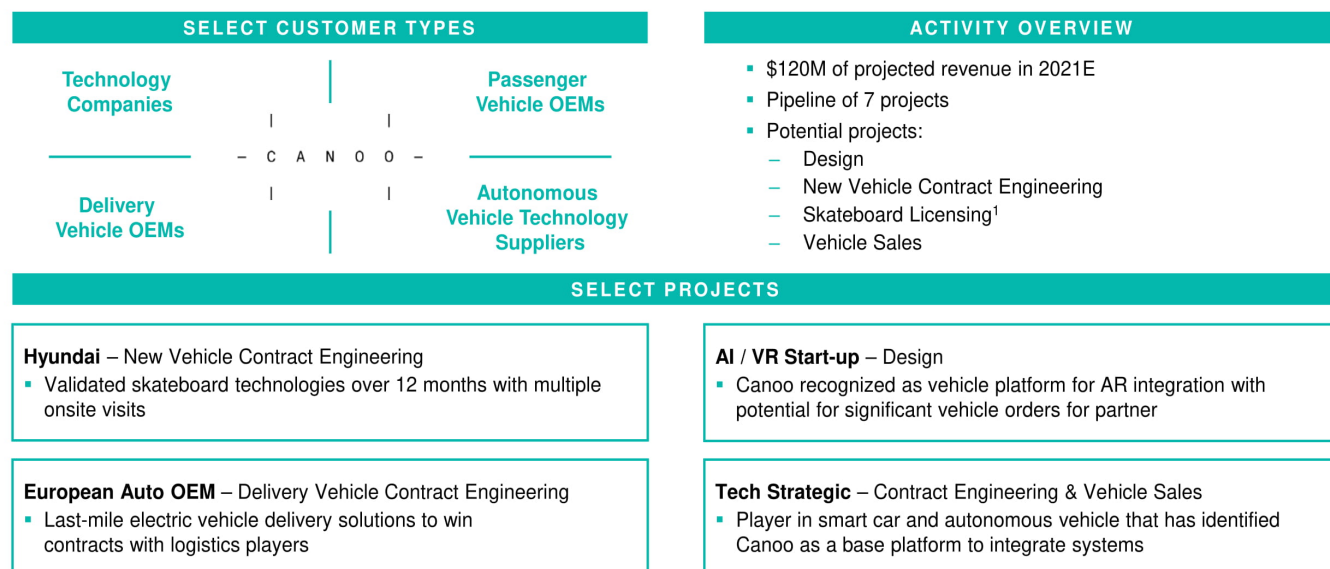 SELECT CUSTOMER TYPES
Technology
Companies
Passenger
Vehicle OEMs
– C A N O O –
Delivery
Vehicle OEMs
Autonomous
Vehicle Technology
Suppliers
ACTIVITY OVERVIEW
▪ $120M of projected revenue in 2021E
▪ Pipeline of 7 projects
▪ Potential projects:
– Design
– New Vehicle Contract Engineering
– Skateboard Licensing¹
– Vehicle Sales
SELECT PROJECTS
Hyundai – New Vehicle Contract Engineering
▪ Validated skateboard technologies over 12 months with multiple
onsite visits
AI / VR Start-up – Design
▪ Canoo recognized as vehicle platform for AR integration with
potential for significant vehicle orders for partner
European Auto OEM – Delivery Vehicle Contract Engineering
▪ Last-mile electric vehicle delivery solutions to win
contracts with logistics players
Tech Strategic – Contract Engineering & Vehicle Sales
▪ Player in smart car and autonomous vehicle that has identified
Canoo as a base platform to integrate systems